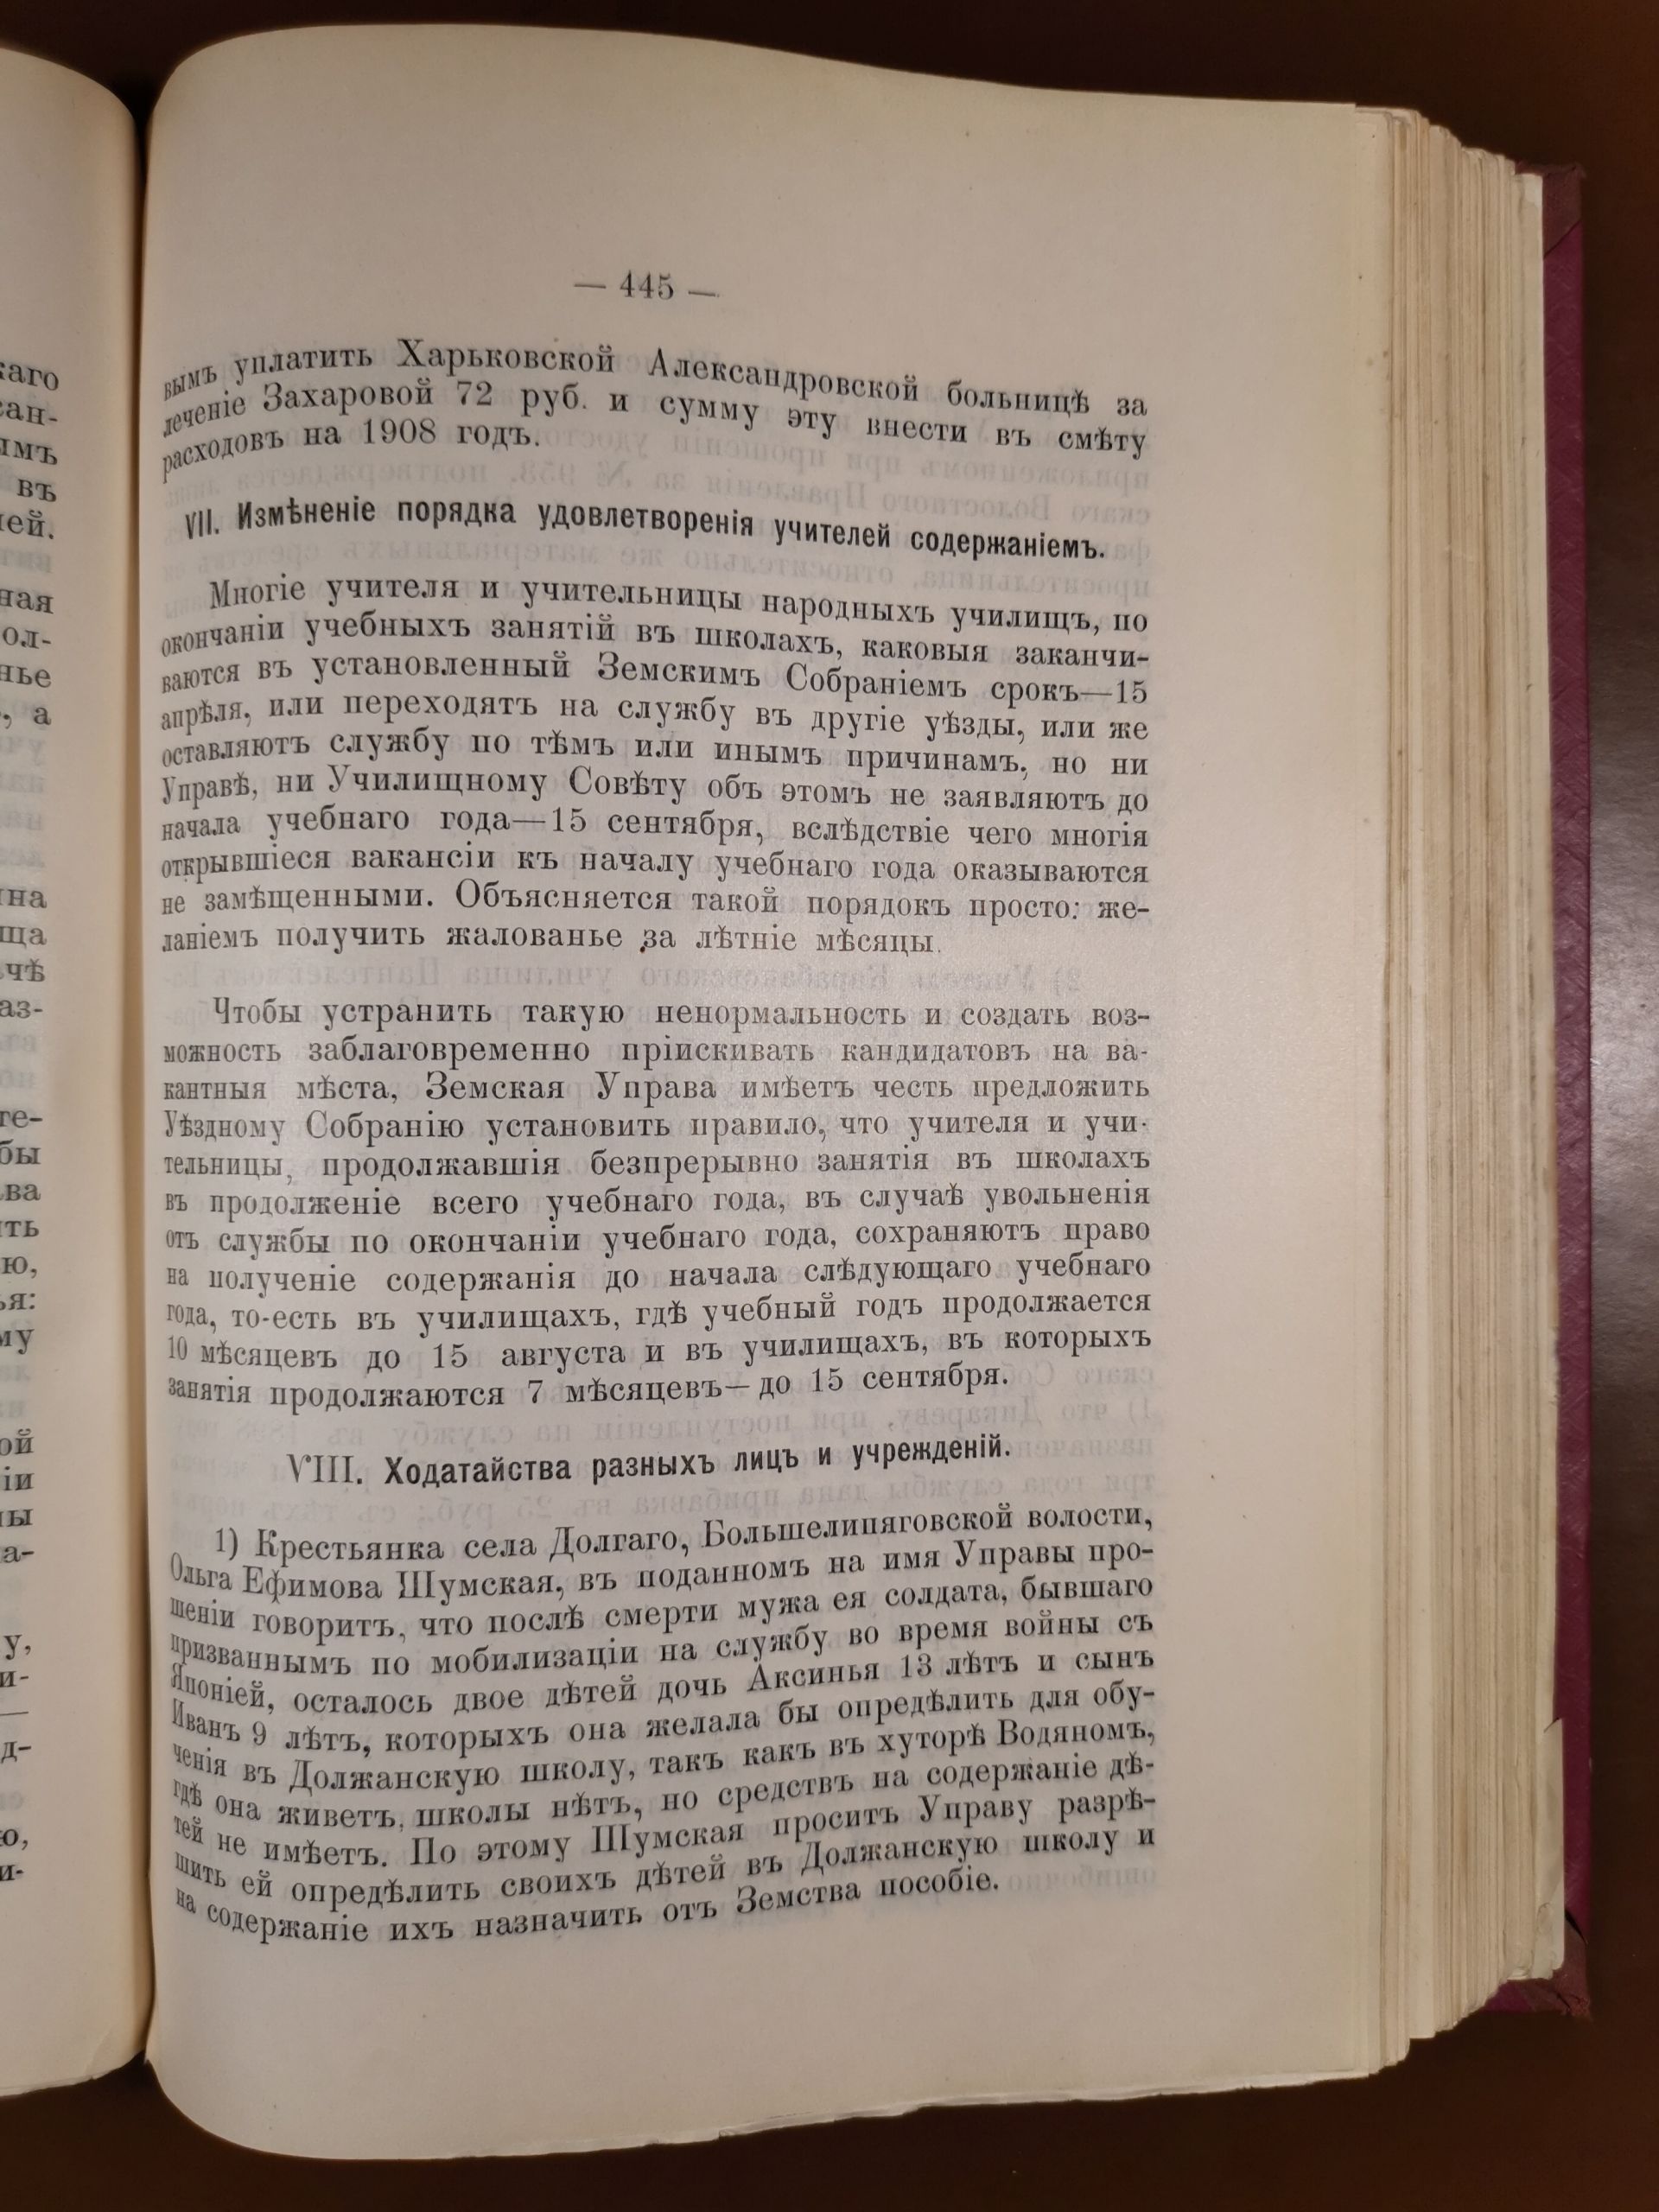 — 445 —
вымъ уплатить Харьковской Александровской больницѣ за
леченіе Захаровой 72 руб. и сумму эту внести въ смѣту
расходовъ на 1908 годъ.
VII. Измѣненіе порядка удовлетворенія учителей содержаніемъ.
Многіе учителя и учительницы народныхъ училищъ, по
окончаніи учебныхъ занятій въ школахъ, каковыя заканчи-
ваются въ установленный Земскимъ Собраніемъ срокъ—15
апрѣля, или переходятъ на службу въ другіе уѣзды, или же
оставляютъ службу по тѣмъ или инымъ причинамъ, но ни
Управѣ, ни Училищному Совѣту объ этомъ не заявляютъ до
начала учебнаго года—15 сентября, вслѣдствіе чего многія
открывшіеся вакансіи къ началу учебнаго года оказываются
не замѣщенными. Объясняется такой порядокъ просто: же-
ланіемъ получить жалованье за лѣтніе мѣсяцы.
Чтобы устранить такую ненормальность и создать воз-
можность заблаговременно пріискивать кандидатовъ на ва-
кантныя мѣста, Земская Управа имѣетъ честь предложить
Уѣздному Собранію установить правило, что учителя и учи-
тельницы, продолжавшія безпрерывно занятія въ школахъ
въ продолженіе всего учебнаго года, въ случаѣ увольненія
отъ службы по окончаніи учебнаго года, сохраняютъ право
на полученіе содержанія до начала слѣдующаго учебнаго
года, то-есть въ училищахъ, гдѣ учебный годъ продолжается
10 мѣсяцевъ до 15 августа и въ училищахъ, въ которыхъ
занятія продолжаются 7 мѣсяцевъ—до 15 сентября.
VIII. Ходатайства разныхъ лицъ и учрежденій.
1) Крестьянка села Долгаго, Большелипяговской волости,
Ольга Ефимова Шумская, въ поданномъ на имя Управы про-
шеніи говоритъ, что послѣ смерти мужа ея солдата, бывшаго
призваннымъ по мобилизаціи на службу во время войны съ
Японіей, осталось двое дѣтей дочь Аксинья 13 лѣтъ и сынъ
Иванъ 9 лѣтъ, которыхъ она желала бы опредѣлить для обу-
ченія въ Должанскую школу, такъ какъ въ хуторѣ Водяномъ,
гдѣ она живетъ, школы нѣтъ, но средствъ на содержаніе дѣ-
тей не имѣетъ. По этому Шумская проситъ Управу разрѣ-
шить ей опредѣлить своихъ дѣтей въ Должанскую школу и
на содержаніе ихъ назначить отъ Земства пособіе.